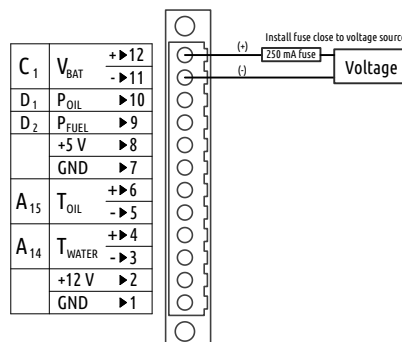 Install fuse close to voltage sourc
(+) 250 mA fuse
(-) Voltage
C1 VBAT +▶12
-▶11
D1 POIL ▶10
D2 PFUEL ▶9
+5 V ▶8
GND ▶7
A15 TOIL +▶6
-▶5
A14 TWATER +▶4
-▶3
+12 V ▶2
GND ▶1